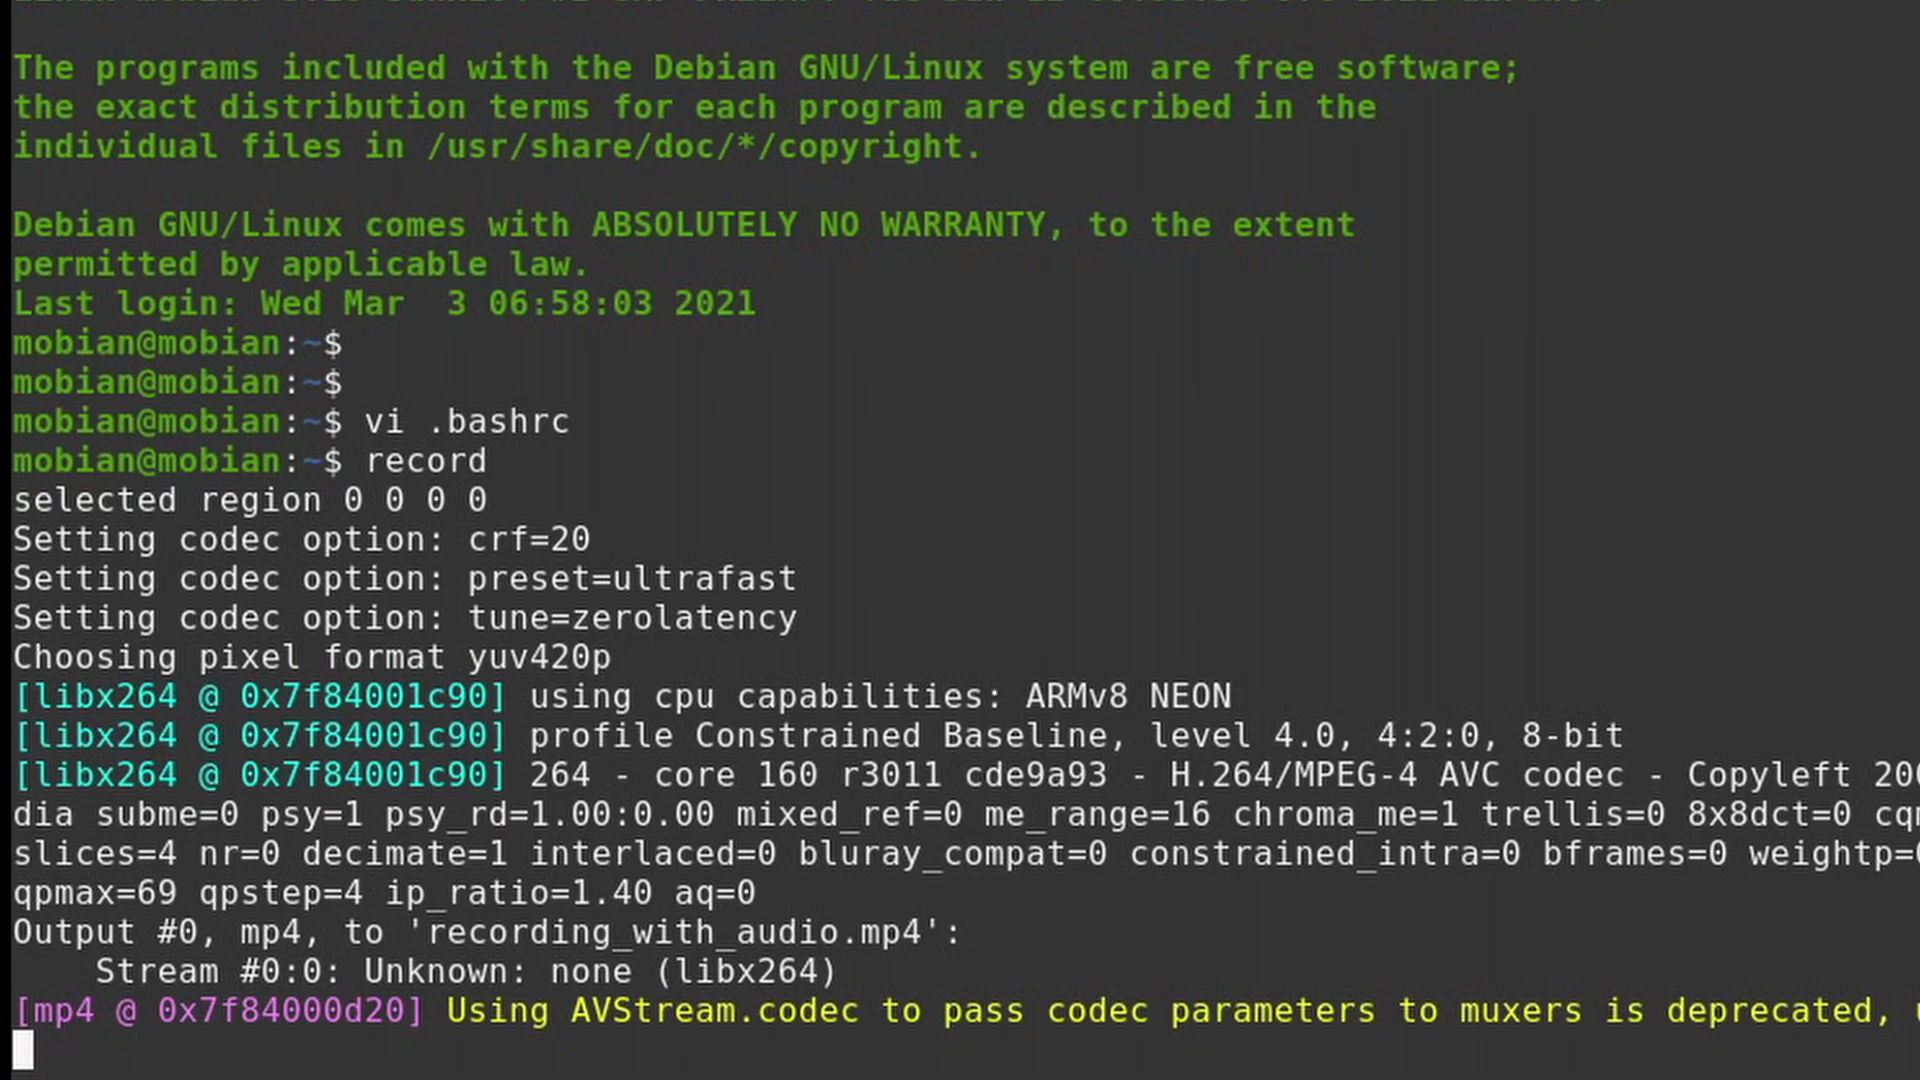 The programs included with the Debian GNU/Linux system are free software;
the exact distribution terms for each program are described in the
individual files in /usr/share/doc/*/copyright.
Debian GNU/Linux comes with ABSOLUTELY NO WARRANTY, to the extent
permitted by applicable law.
Last login: Wed Mar  3 06:58:03 2021
mobian@mobian:~$
mobian@mobian:~$
mobian@mobian:~$ vi .bashrc
mobian@mobian:~$ record
selected region 0 0 0 0
Setting codec option: crf=20
Setting codec option: preset=ultrafast
Setting codec option: tune=zerolatency
Choosing pixel format yuv420p
[libx264 @ 0x7f84001c90] using cpu capabilities: ARMv8 NEON
[libx264 @ 0x7f84001c90] profile Constrained Baseline, level 4.0, 4:2:0, 8-bit
[libx264 @ 0x7f84001c90] 264 - core 160 r3011 cde9a93 - H.264/MPEG-4 AVC codec - Copyleft
dia subme=0 psy=1 psy_rd=1.00:0.00 mixed_ref=0 me_range=16 chroma_me=1 trellis=0 8x8dct=0
slices=4 nr=0 decimate=1 interlaced=0 bluray_compat=0 constrained_intra=0 bframes=0
qpmax=69 qpstep=4 ip_ratio=1.40 aq=0
Output #0, mp4, to 'recording_with_audio.mp4':
    Stream #0:0: Unknown: none (libx264)
[mp4 @ 0x7f84000d20] Using AVStream.codec to pass codec parameters to muxers is deprecated,